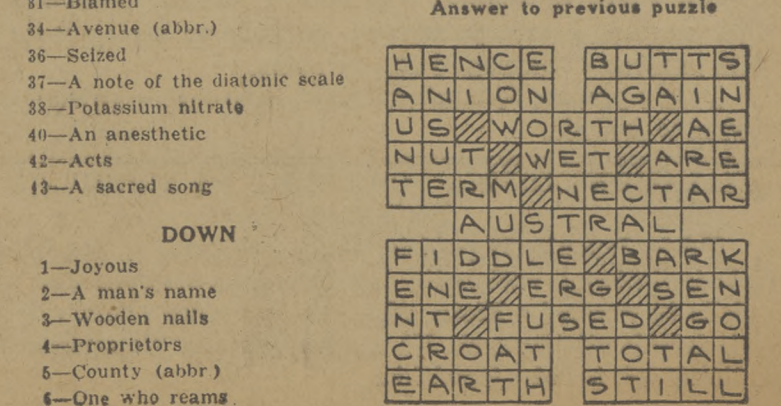 31—Blamed
34—Avenue (abbr.)
36—Seized
37—A note of the diatonic scale
38—Potassium nitrate
40—An anesthetic
42—Acts
43—A sacred song
DOWN
1—Joyous
2—A man's name
3—Wooden nails
4—Proprietors
5—County (abbr.)
6—One who reams
Answer to previous puzzle
HENCE BUTTS
ANION AGAIN
US WORTH AE
NUT WET ARE
TERM NECTAR
AUSTRAL
FIDDLE BARK
ENE ERG SEN
NT FUSED GO
CROAT TOTAL
EARTH STILL